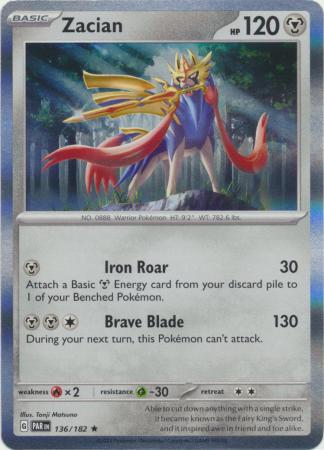 BASIC
Zacian
HP 120
NO. 0888 Warrior Pokémon HT: 9'2" WT: 782.6 lbs.
Iron Roar 30
Attach a Basic Energy card from your discard pile to
1 of your Benched Pokémon.
Brave Blade 130
During your next turn, this Pokémon can't attack.
weakness ×2 resistance -30 retreat
Illus. Tonji Matsuno
G PAR EN 136/182 ★
Able to cut down anything with a single strike,
it became known as the Fairy King's Sword,
and it inspired awe in friend and foe alike.